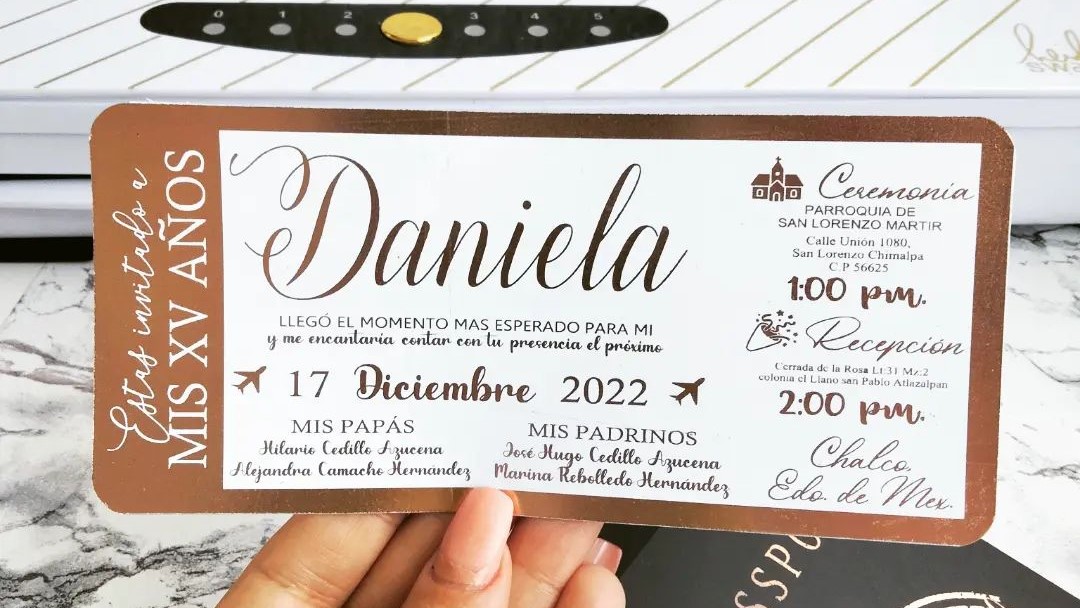 0 1 2 3 4 5
Estas invitado a
MIS XV AÑOS
Daniela
LLEGÓ EL MOMENTO MAS ESPERADO PARA MI
y me encantaría contar con tu presencia el próximo
17 Diciembre 2022
MIS PAPÁS
Hilario Cedillo Azucena
Alejandra Camacho Hernández
MIS PADRINOS
José Hugo Cedillo Azucena
Marina Rebolledo Hernández
Ceremonia
PARROQUIA DE
SAN LORENZO MARTIR
Calle Unión 1080,
San Lorenzo Chimalpa
C.P 56625
1:00 pm.
Recepción
Cerrada de la Rosa Lt:31 Mz:2
colonia el Llano san Pablo Atlazalpan
2:00 pm.
Chalco,
Edo. de Mex.
SSPO